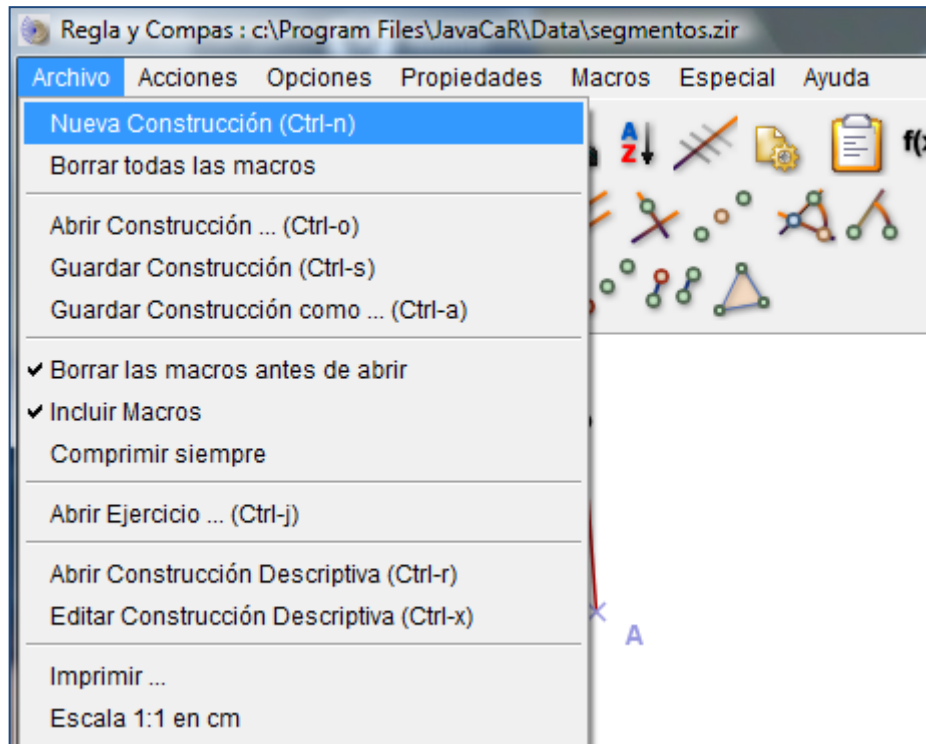 Regla y Compas : c:\Program Files\JavaCaR\Data\segmentos.zir
Archivo Acciones Opciones Propiedades Macros Especial Ayuda
Nueva Construcción (Ctrl-n)
Borrar todas las macros
Abrir Construcción ... (Ctrl-o)
Guardar Construcción (Ctrl-s)
Guardar Construcción como ... (Ctrl-a)
Borrar las macros antes de abrir
Incluir Macros
Comprimir siempre
Abrir Ejercicio ... (Ctrl-j)
Abrir Construcción Descriptiva (Ctrl-r)
Editar Construcción Descriptiva (Ctrl-x)
Imprimir ...
Escala 1:1 en cm
A
Z
A